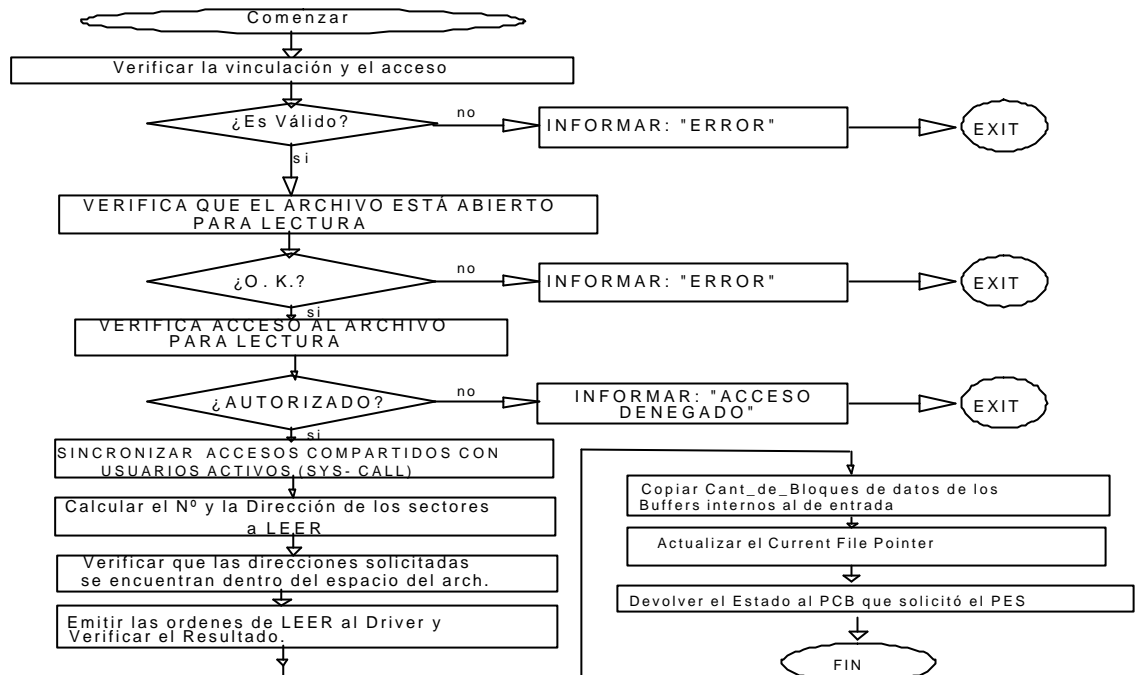 Comenzar
Verificar la vinculación y el acceso
¿Es Válido?
no
INFORMAR: "ERROR"
EXIT
si
VERIFICA QUE EL ARCHIVO ESTÁ ABIERTO
PARA LECTURA
¿O. K.?
no
INFORMAR: "ERROR"
EXIT
si
VERIFICA ACCESO AL ARCHIVO
PARA LECTURA
¿AUTORIZADO?
no
INFORMAR: "ACCESO
DENEGADO"
EXIT
si
SINCRONIZAR ACCESOS COMPARTIDOS CON
USUARIOS ACTIVOS (SYS- CALL)
Calcular el Nº y la Dirección de los sectores
a LEER
Verificar que las direcciones solicitadas
se encuentran dentro del espacio del arch.
Emitir las ordenes de LEER al Driver y
Verificar el Resultado.
Copiar Cant_de_Bloques de datos de los
Buffers internos al de entrada
Actualizar el Current File Pointer
Devolver el Estado al PCB que solicitó el PES
FIN